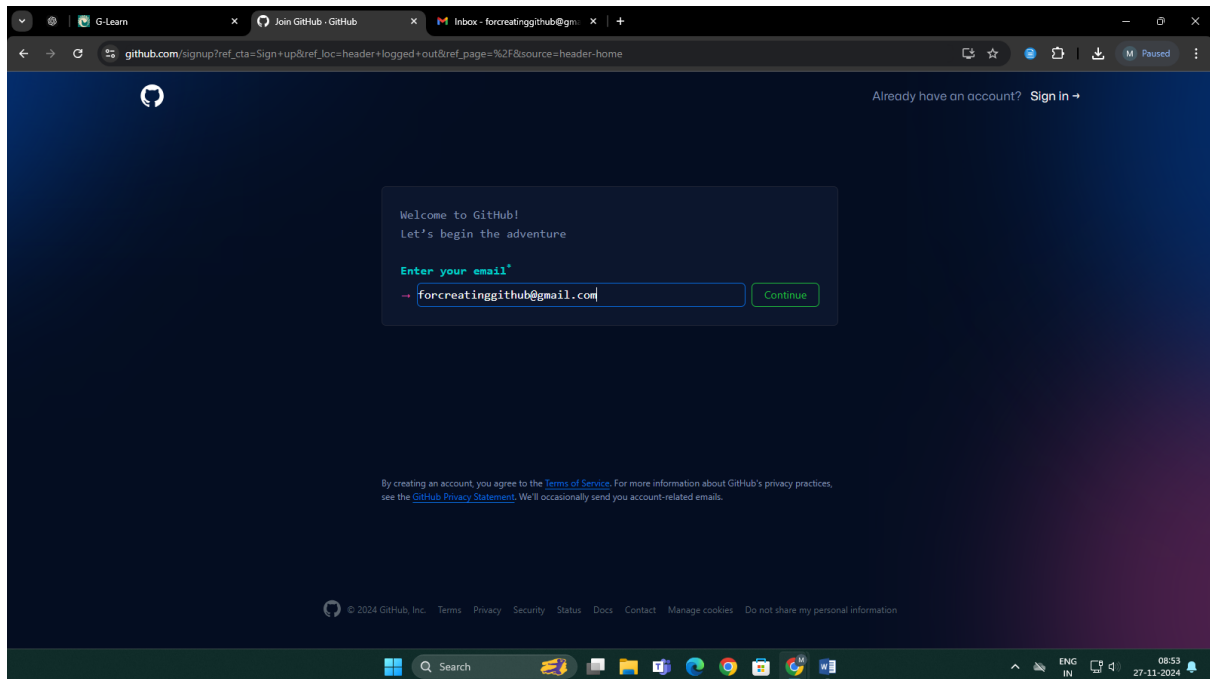 G-Learn
Join GitHub · GitHub
Inbox - forcreatinggithub@gm
github.com/signup?ref_cta=Sign+up&ref_loc=header+logged+out&ref_page=%2F&source=header-home
M Paused
Already have an account? Sign in →
Welcome to GitHub!
Let's begin the adventure
Enter your email*
→ forcreatinggithub@gmail.com
Continue
By creating an account, you agree to the Terms of Service. For more information about GitHub's privacy practices,
see the GitHub Privacy Statement. We'll occasionally send you account-related emails.
© 2024 GitHub, Inc. Terms Privacy Security Status Docs Contact Manage cookies Do not share my personal information
Search
ENG
IN
08:53
27-11-2024